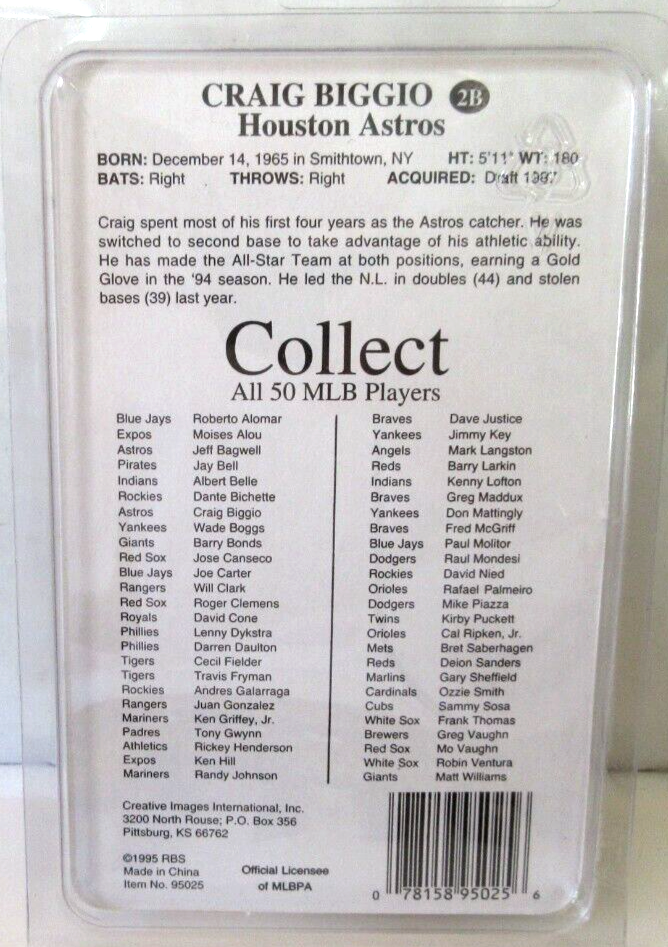 CRAIG BIGGIO 2B
Houston Astros
BORN: December 14, 1965 in Smithtown, NY HT: 5'11" WT: 180
BATS: Right THROWS: Right ACQUIRED: Draft
Craig spent most of his first four years as the Astros catcher. He was
switched to second base to take advantage of his athletic ability.
He has made the All-Star Team at both positions, earning a Gold
Glove in the '94 season. He led the N.L. in doubles (44) and stolen
bases (39) last year.
Collect
All 50 MLB Players
Blue Jays Roberto Alomar
Expos Moises Alou
Astros Jeff Bagwell
Pirates Jay Bell
Indians Albert Belle
Rockies Dante Bichette
Astros Craig Biggio
Yankees Wade Boggs
Giants Barry Bonds
Red Sox Jose Canseco
Blue Jays Joe Carter
Rangers Will Clark
Red Sox Roger Clemens
Royals David Cone
Phillies Lenny Dykstra
Phillies Darren Daulton
Tigers Cecil Fielder
Tigers Travis Fryman
Rockies Andres Galarraga
Rangers Juan Gonzalez
Mariners Ken Griffey, Jr.
Padres Tony Gwynn
Athletics Rickey Henderson
Expos Ken Hill
Mariners Randy Johnson
Braves Dave Justice
Yankees Jimmy Key
Angels Mark Langston
Reds Barry Larkin
Indians Kenny Lofton
Braves Greg Maddux
Yankees Don Mattingly
Braves Fred McGriff
Blue Jays Paul Molitor
Dodgers Raul Mondesi
Rockies David Nied
Orioles Rafael Palmeiro
Dodgers Mike Piazza
Twins Kirby Puckett
Orioles Cal Ripken, Jr.
Mets Bret Saberhagen
Reds Deion Sanders
Marlins Gary Sheffield
Cardinals Ozzie Smith
Cubs Sammy Sosa
White Sox Frank Thomas
Brewers Greg Vaughn
Red Sox Mo Vaughn
White Sox Robin Ventura
Giants Matt Williams
Creative Images International, Inc.
3200 North Rouse; P.O. Box 356
Pittsburg, KS 66762
©1995 RBS
Made in China
Item No. 95025
Official Licensee
of MLBPA
0 78158 95025 6